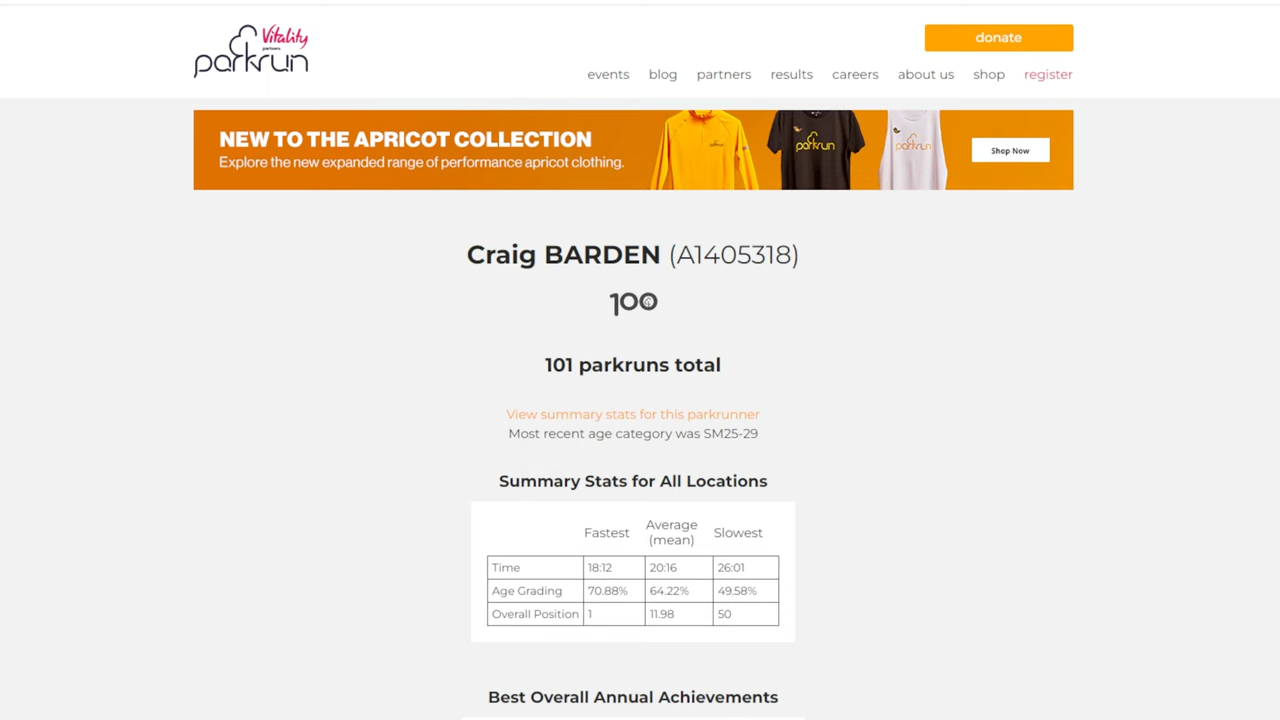 Vitality
partners
parkrun
donate
events blog partners results careers about us shop register
NEW TO THE APRICOT COLLECTION
Explore the new expanded range of performance apricot clothing.
parkrun
parkrun
Shop Now
Craig BARDEN (A1405318)
100
101 parkruns total
View summary stats for this parkrunner
Most recent age category was SM25-29
Summary Stats for All Locations
Fastest Average (mean) Slowest
Time 18:12 20:16 26:01
Age Grading 70.88% 64.22% 49.58%
Overall Position 1 11.98 50
Best Overall Annual Achievements